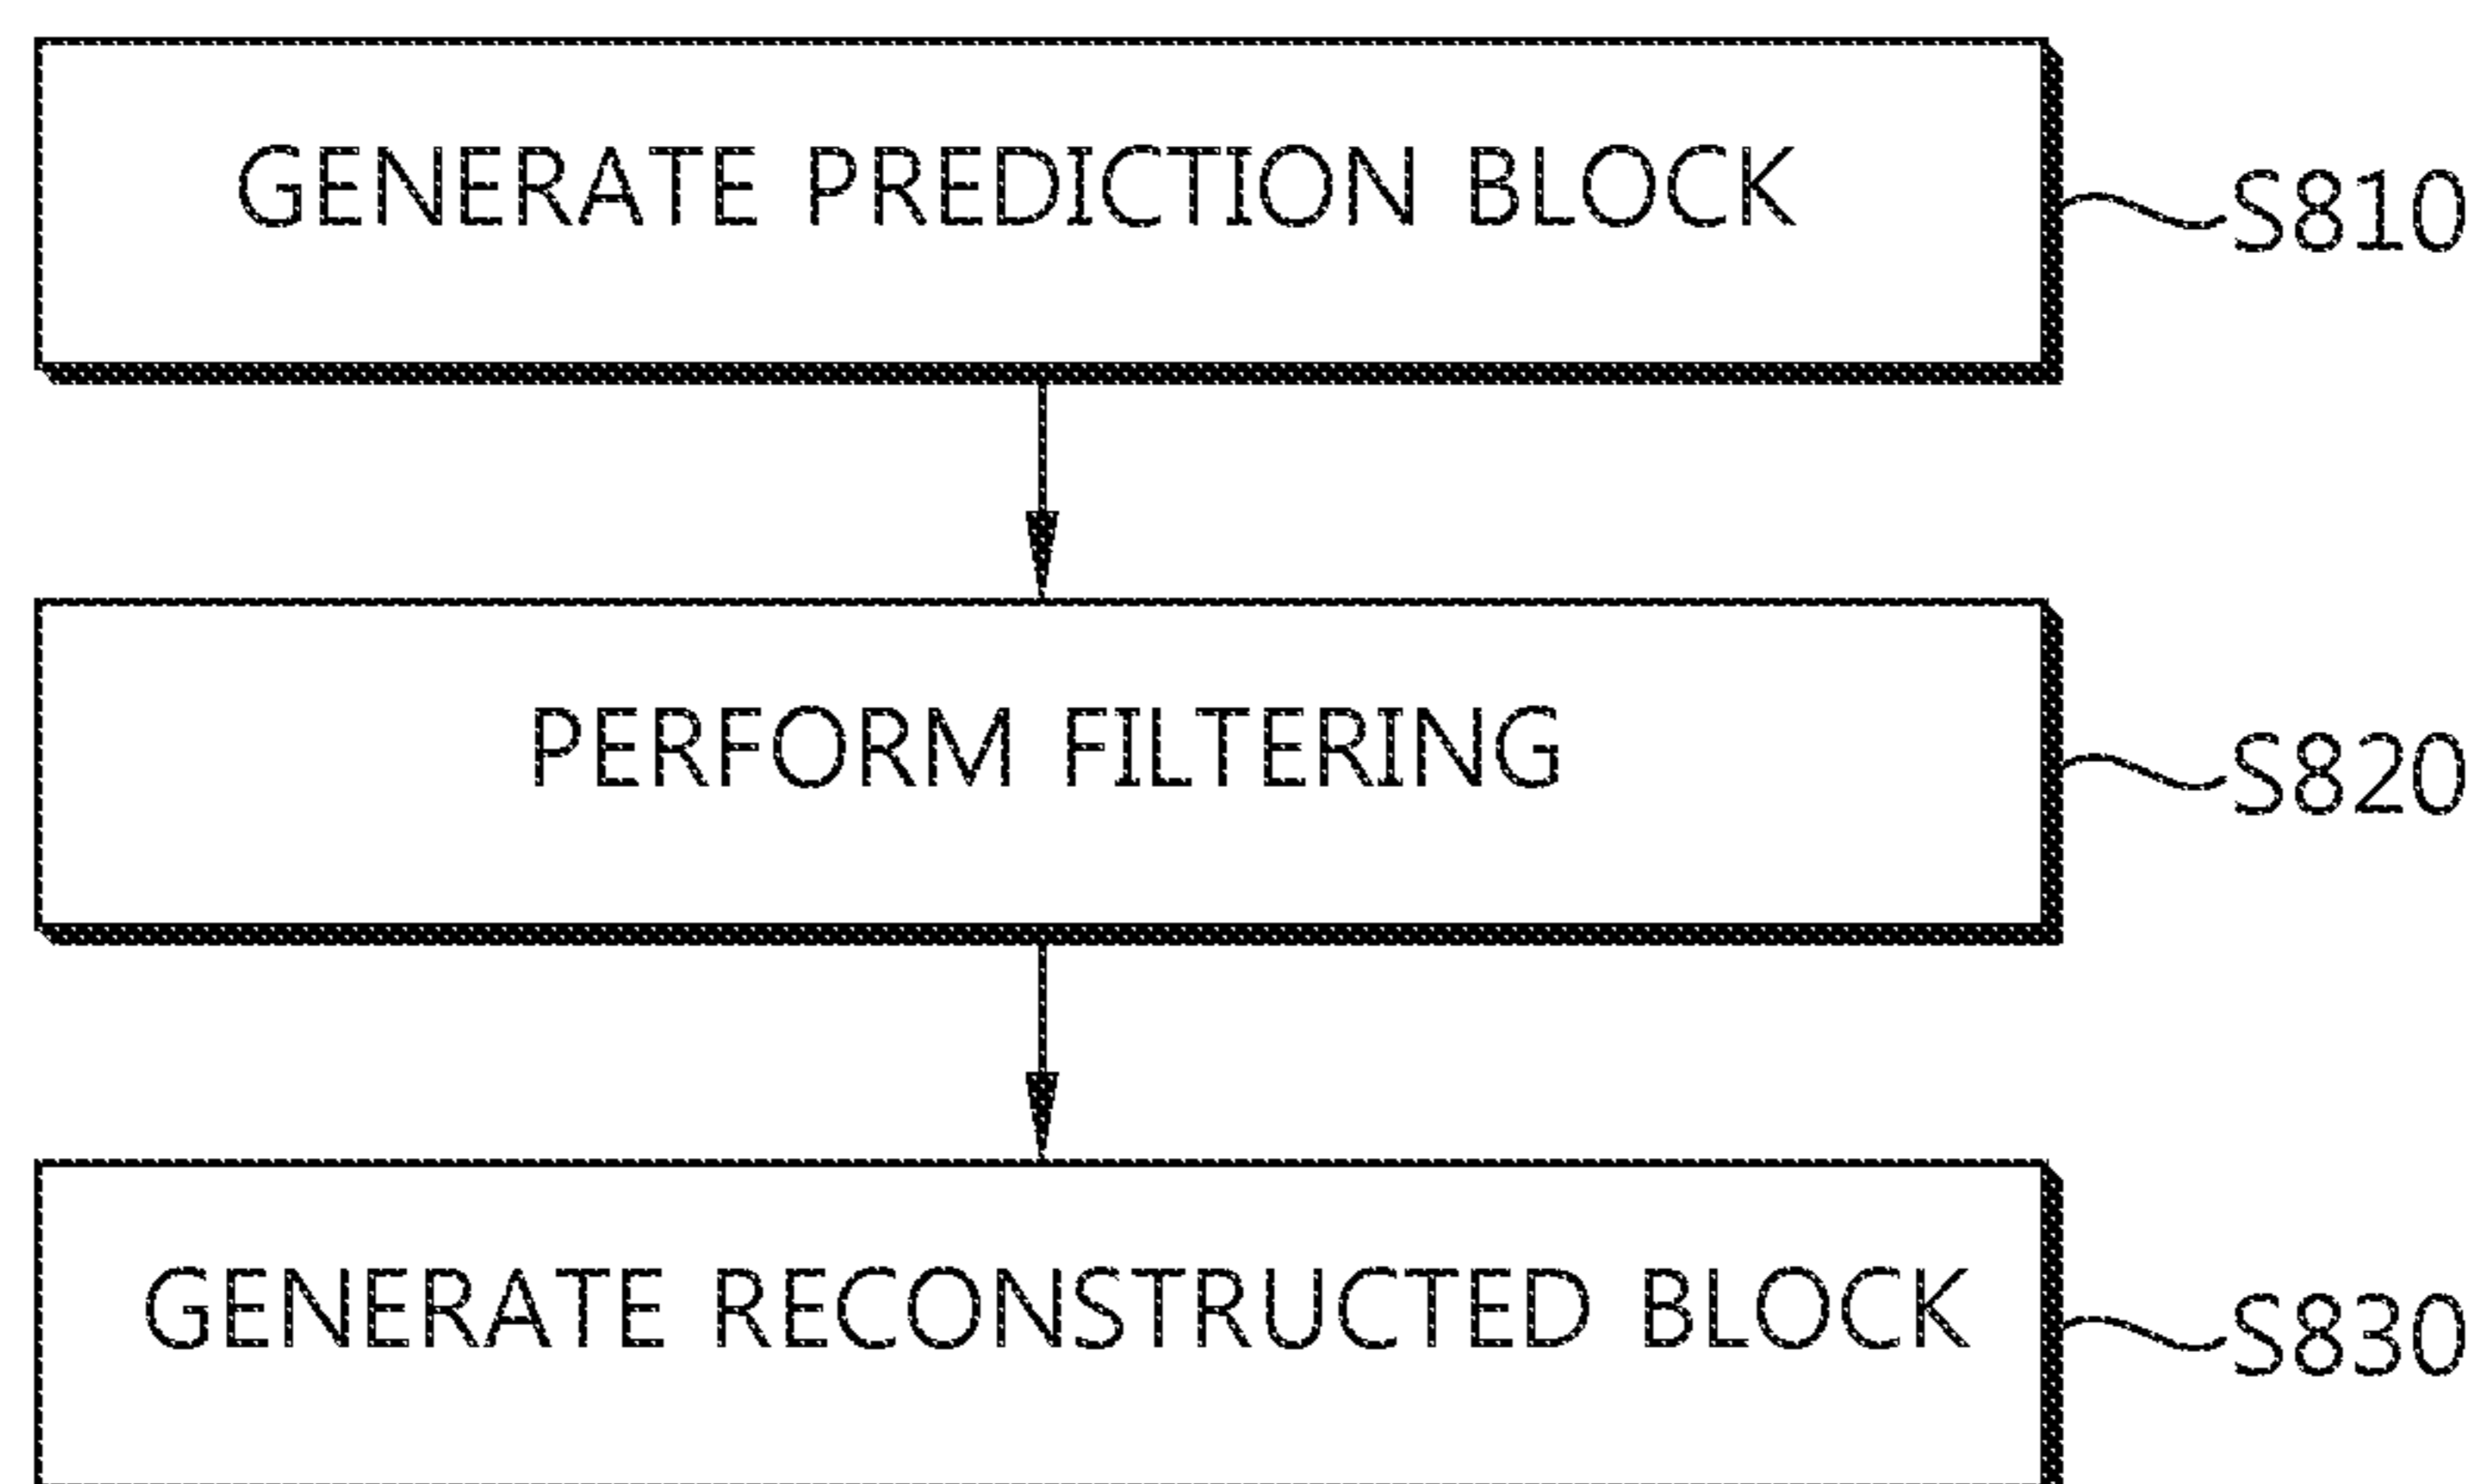 GENERATE PREDICTION BLOCK
S810
PERFORM FILTERING
S820
GENERATE RECONSTRUCTED BLOCK
S830